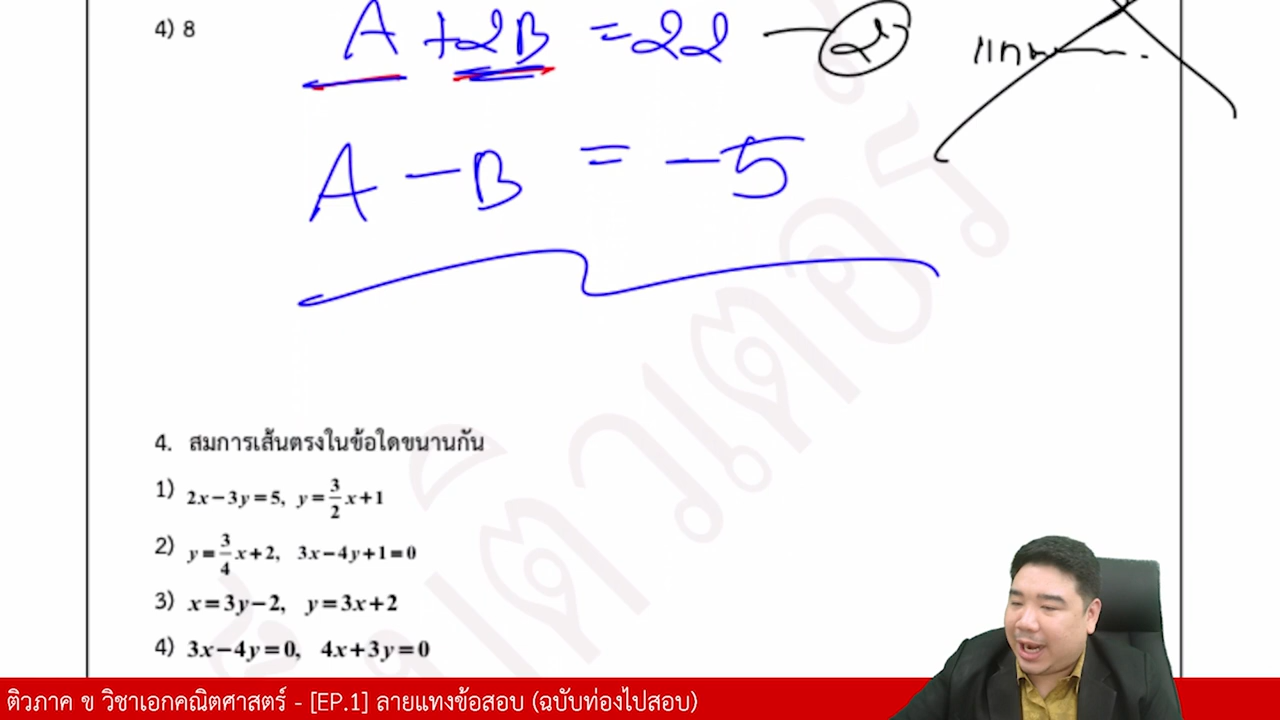 4) 8
A + 2B = 22 — 2
A - B = -5
4. สมการเส้นตรงในข้อใดขนานกัน
1) 2x-3y=5, y=3/2x+1
2) y=3/4x+2, 3x-4y+1=0
3) x=3y-2, y=3x+2
4) 3x-4y=0, 4x+3y=0
ติวภาค ข วิชาเอกคณิตศาสตร์ - [EP.1] ลายแทงข้อสอบ (ฉบับท่องไปสอบ)